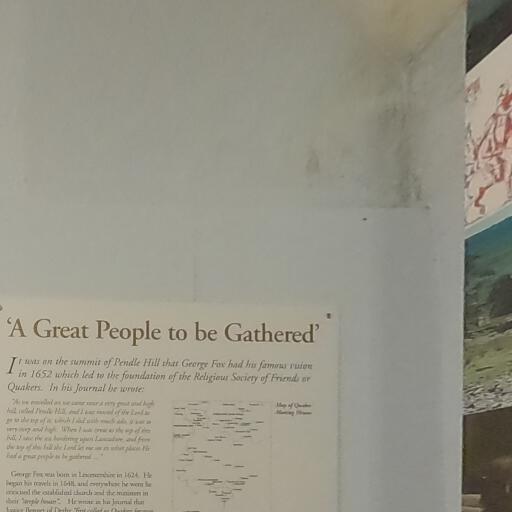 'A Great People to be Gathered'
It was on the summit of Pendle Hill that George Fox had his famous vision
in 1652 which led to the foundation of the Religious Society of Friends or
Quakers. In his Journal he wrote:
"As we travelled on we came near a very great and high
hill, called Pendle Hill, and I was moved of the Lord to
go to the top of it; which I did with much ado, it was so
very steep and high. When I was come to the top of this
hill, I saw the sea bordering upon Lancashire; and from
the top of this hill the Lord let me see in what places He
had a great people to be gathered ..."
Map of Quaker
Meeting Houses
George Fox was born in Leicestershire in 1624. He
began his travels in 1648, and everywhere he went he
criticised the established church and the ministers in
their "steeple houses". He wrote in his Journal that
Justice Bennet of Derby "first called us Quakers because